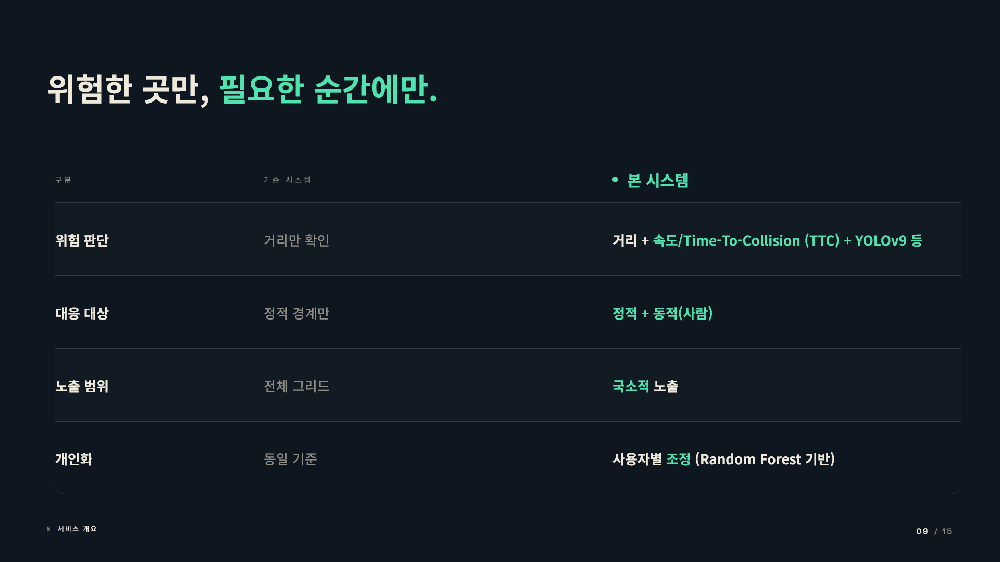 위험한 곳만, 필요한 순간에만.
구분 기존 시스템 • 본 시스템
위험 판단 거리만 확인 거리 + 속도/Time-To-Collision (TTC) + YOLOv9 등
대응 대상 정적 경계만 정적 + 동적(사람)
노출 범위 전체 그리드 국소적 노출
개인화 동일 기준 사용자별 조정 (Random Forest 기반)
§ 서비스 개요 09 / 15